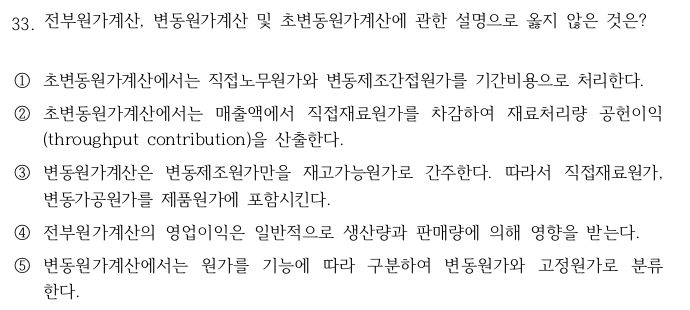 33. 전부원가계산, 변동원가계산 및 초변동원가계산에 관한 설명으로 옳지 않은 것은?
① 초변동원가계산에서는 직접노무원가와 변동제조간접원가를 기간비용으로 처리한다.
② 초변동원가계산에서는 매출액에서 직접재료원가를 차감하여 재료처리량 공헌이익
(throughput contribution)을 산출한다.
③ 변동원가계산은 변동제조원가만을 재고가능원가로 간주한다. 따라서 직접재료원가,
변동가공원가를 제품원가에 포함시킨다.
④ 전부원가계산의 영업이익은 일반적으로 생산량과 판매량에 의해 영향을 받는다.
⑤ 변동원가계산에서는 원가를 기능에 따라 구분하여 변동원가와 고정원가로 분류
한다.